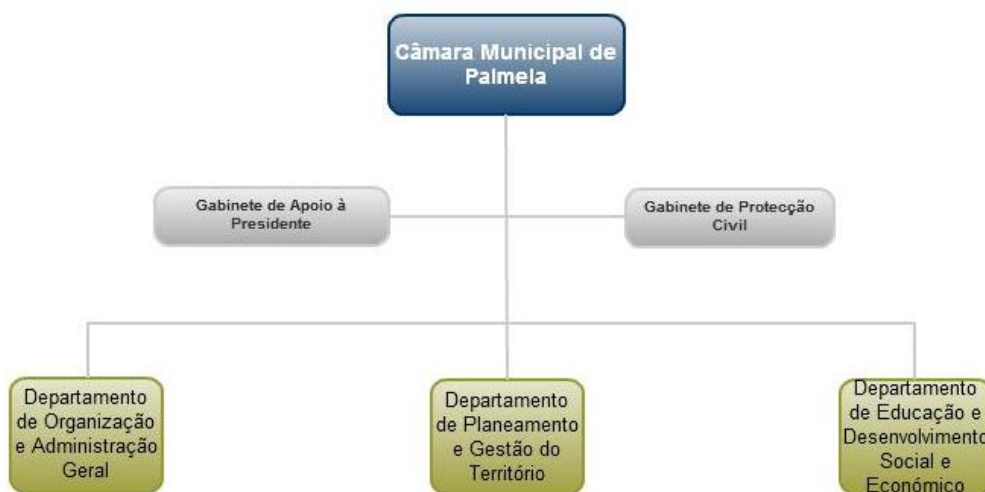 Câmara Municipal de
Palmela
Gabinete de Apoio à
Presidente
Gabinete de Protecção
Civil
Departamento
de Organização
e Administração
Geral
Departamento
de Planeamento
e Gestão do
Território
Departamento
de Educação e
Desenvolvimento
Social e
Económico